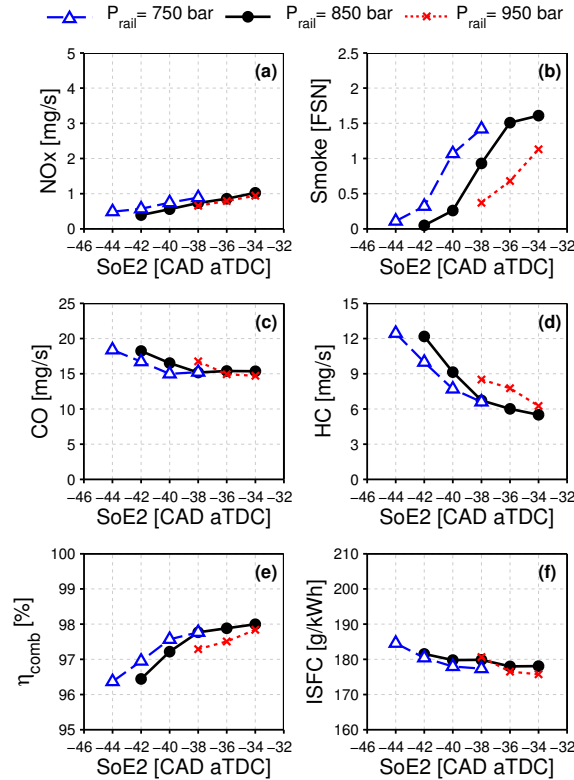 P_rail= 750 bar P_rail= 850 bar P_rail= 950 bar
(a)
NOx [mg/s]
5
4
3
2
1
0
−46 −44 −42 −40 −38 −36 −34 −32
SoE2 [CAD aTDC]
(b)
Smoke [FSN]
2.5
2
1.5
1
0.5
0
−46 −44 −42 −40 −38 −36 −34 −32
SoE2 [CAD aTDC]
(c)
CO [mg/s]
25
20
15
10
5
0
−46 −44 −42 −40 −38 −36 −34 −32
SoE2 [CAD aTDC]
(d)
HC [mg/s]
15
12
9
6
3
0
−46 −44 −42 −40 −38 −36 −34 −32
SoE2 [CAD aTDC]
(e)
η_comb [%]
100
99
98
97
96
95
−46 −44 −42 −40 −38 −36 −34 −32
SoE2 [CAD aTDC]
(f)
ISFC [g/kWh]
210
200
190
180
170
160
−46 −44 −42 −40 −38 −36 −34 −32
SoE2 [CAD aTDC]